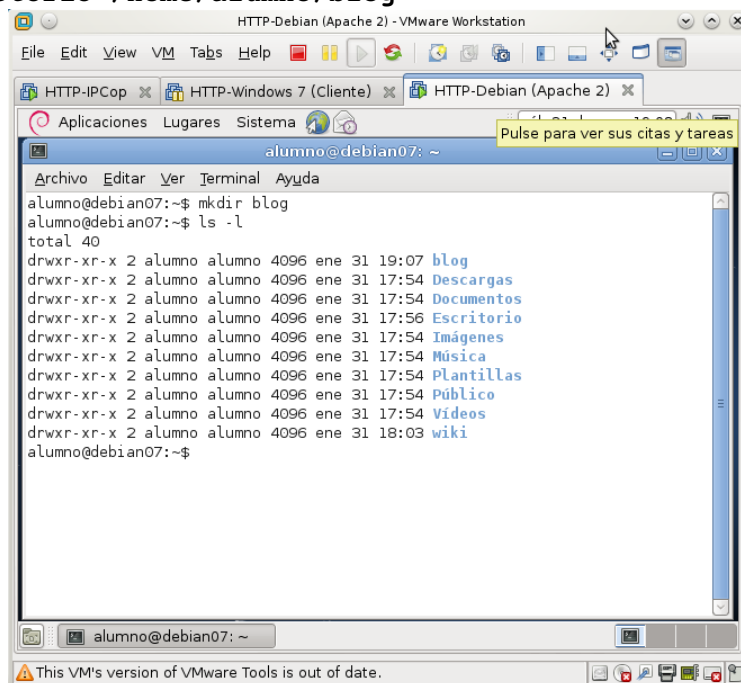 /home/alumno/blog
HTTP-Debian (Apache 2) - VMware Workstation
File Edit View VM Tabs Help
HTTP-IPCop HTTP-Windows 7 (Cliente) HTTP-Debian (Apache 2)
Aplicaciones Lugares Sistema
Pulse para ver sus citas y tareas
alumno@debian07: ~
Archivo Editar Ver Terminal Ayuda
alumno@debian07:~$ mkdir blog
alumno@debian07:~$ ls -l
total 40
drwxr-xr-x 2 alumno alumno 4096 ene 31 19:07 blog
drwxr-xr-x 2 alumno alumno 4096 ene 31 17:54 Descargas
drwxr-xr-x 2 alumno alumno 4096 ene 31 17:54 Documentos
drwxr-xr-x 2 alumno alumno 4096 ene 31 17:56 Escritorio
drwxr-xr-x 2 alumno alumno 4096 ene 31 17:54 Imágenes
drwxr-xr-x 2 alumno alumno 4096 ene 31 17:54 Música
drwxr-xr-x 2 alumno alumno 4096 ene 31 17:54 Plantillas
drwxr-xr-x 2 alumno alumno 4096 ene 31 17:54 Público
drwxr-xr-x 2 alumno alumno 4096 ene 31 17:54 Vídeos
drwxr-xr-x 2 alumno alumno 4096 ene 31 18:03 wiki
alumno@debian07:~$
alumno@debian07: ~
This VM's version of VMware Tools is out of date.